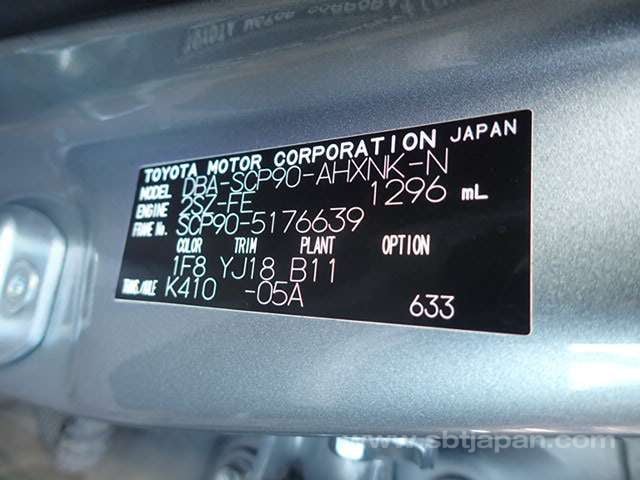 TOYOTA MOTOR CORPORATION JAPAN
MODEL DBA-SCP90-AHXNK-N
ENGINE 2SZ-FE 1296 mL
FRAME No. SCP90-5176639
COLOR TRIM PLANT OPTION
1F8 YJ18 B11
TRANS/AXLE K410 -05A 633
www.sbtjapan.com